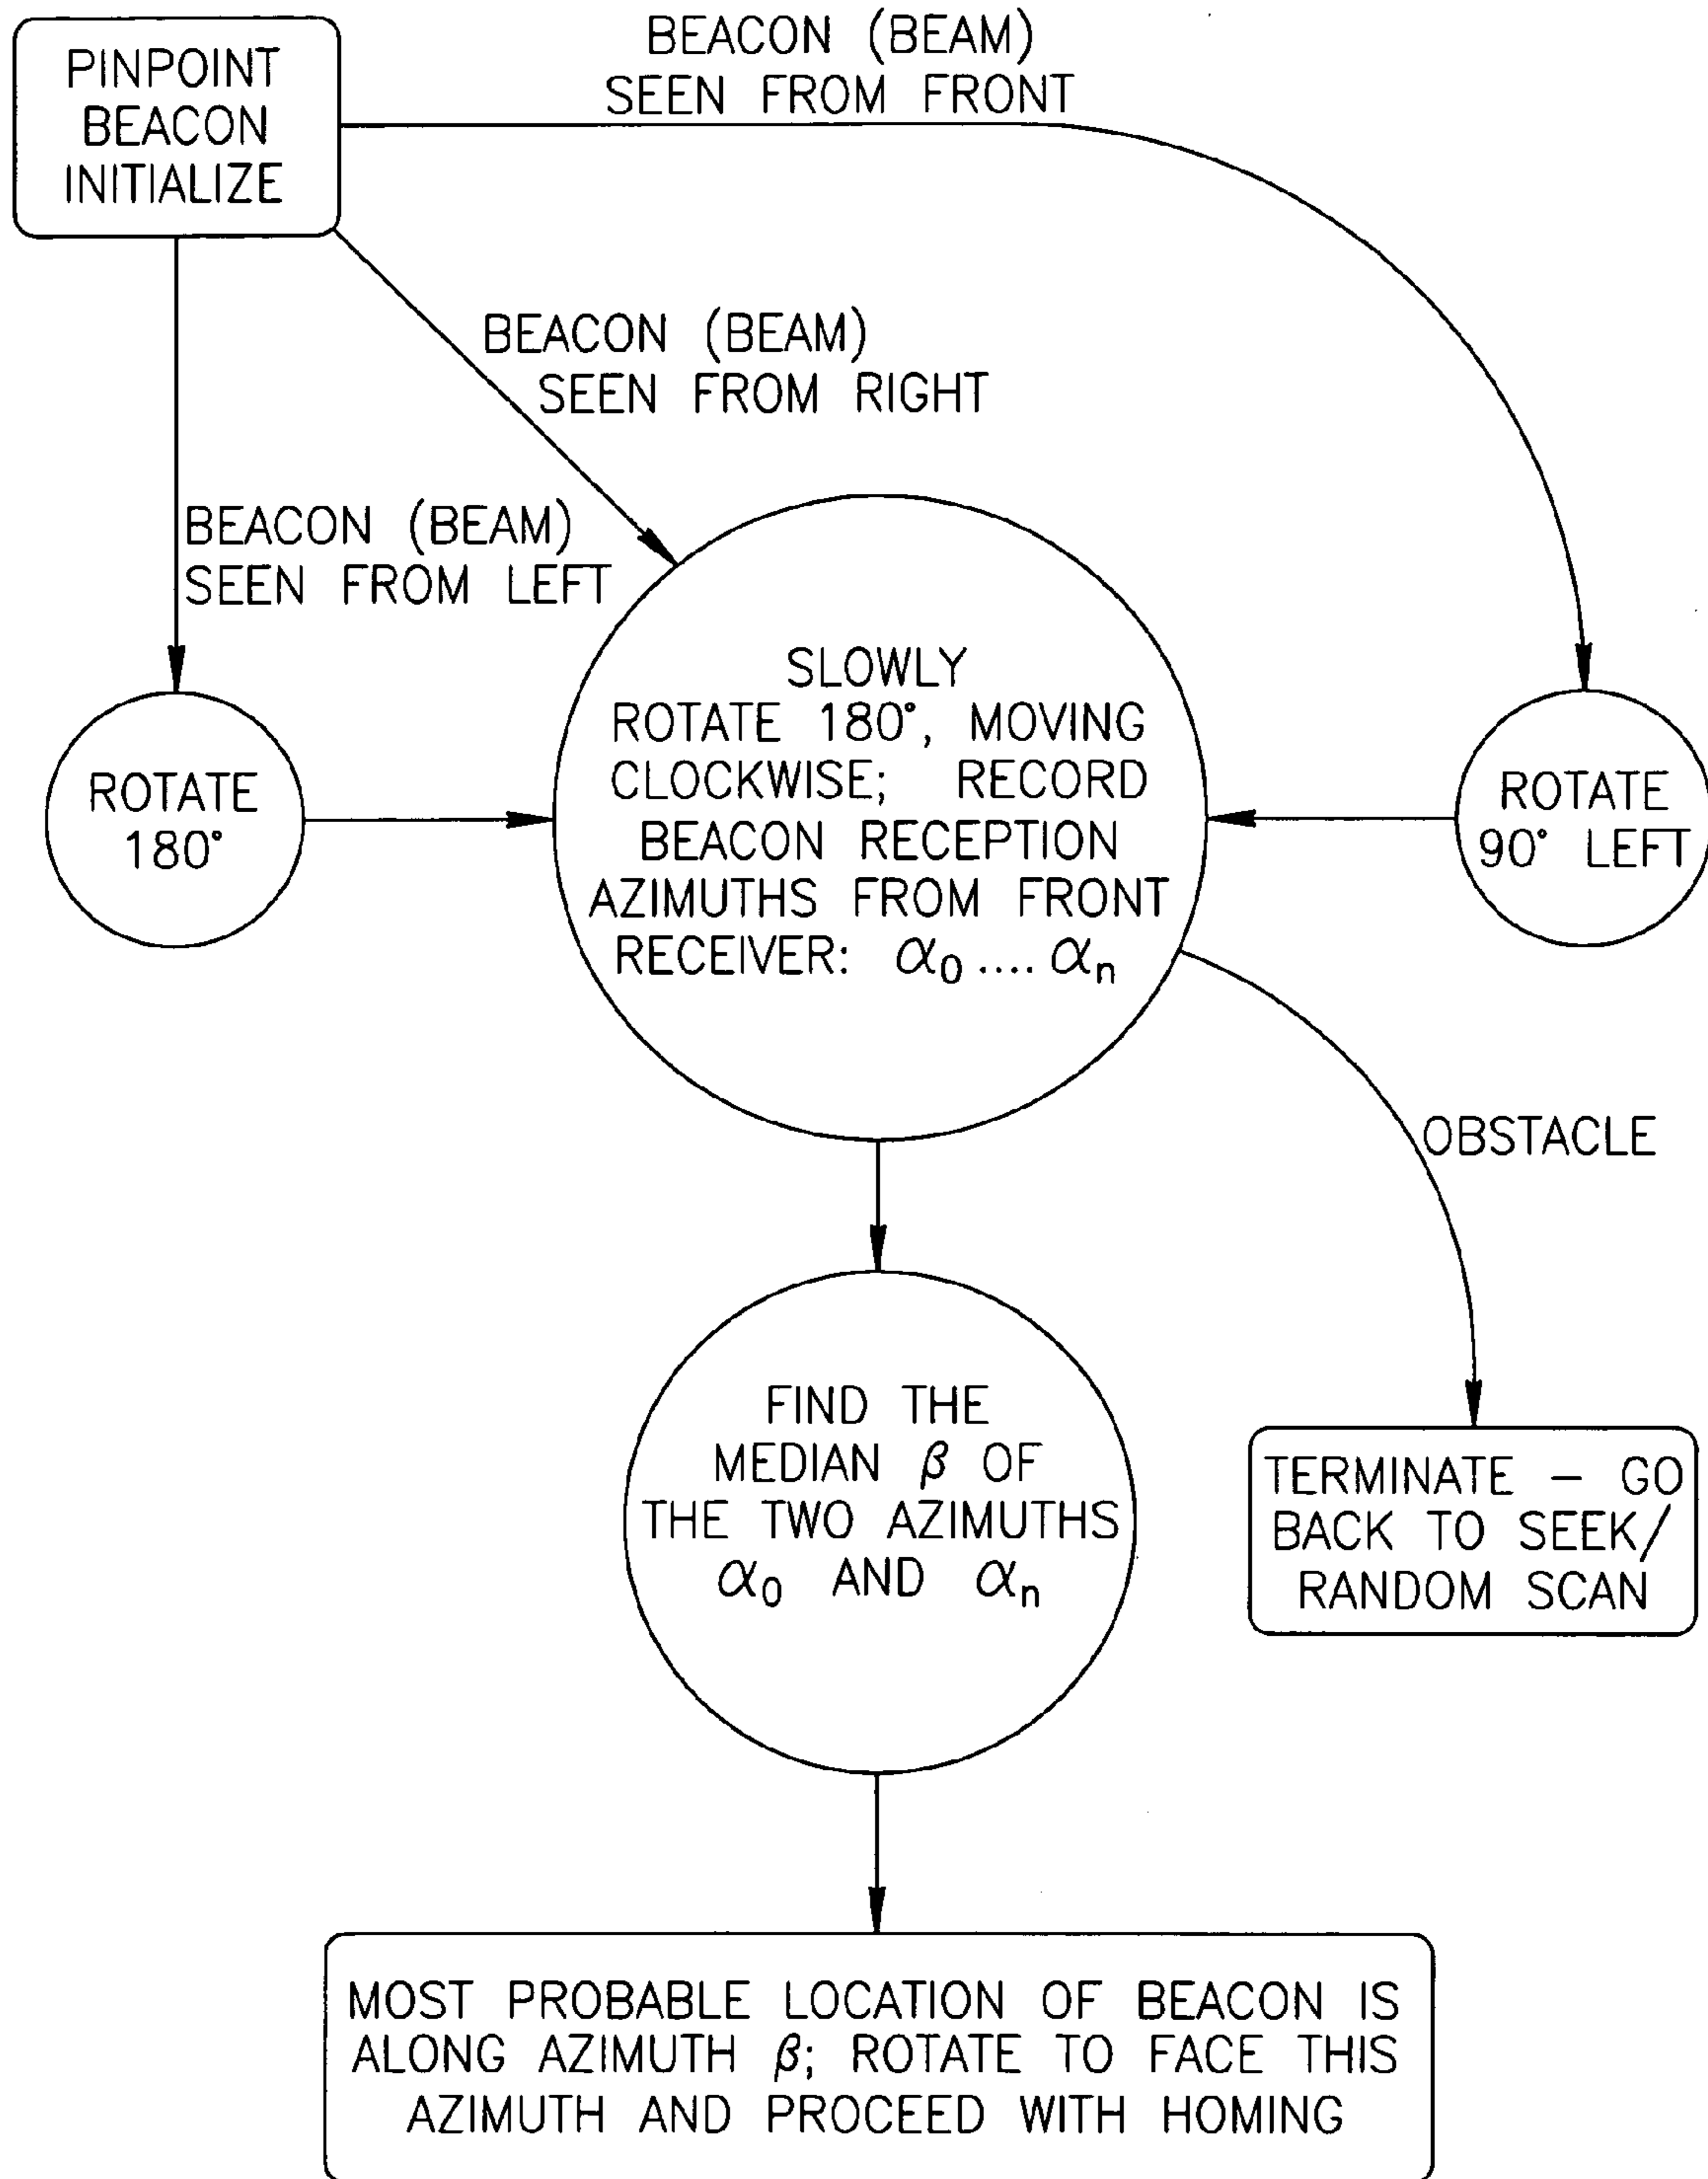 PINPOINT
BEACON
INITIALIZE
BEACON (BEAM)
SEEN FROM FRONT
BEACON (BEAM)
SEEN FROM RIGHT
BEACON (BEAM)
SEEN FROM LEFT
ROTATE
180°
SLOWLY
ROTATE 180°, MOVING
CLOCKWISE; RECORD
BEACON RECEPTION
AZIMUTHS FROM FRONT
RECEIVER: α₀ .... αₙ
ROTATE
90° LEFT
OBSTACLE
FIND THE
MEDIAN β OF
THE TWO AZIMUTHS
α₀ AND αₙ
TERMINATE – GO
BACK TO SEEK/
RANDOM SCAN
MOST PROBABLE LOCATION OF BEACON IS
ALONG AZIMUTH β; ROTATE TO FACE THIS
AZIMUTH AND PROCEED WITH HOMING